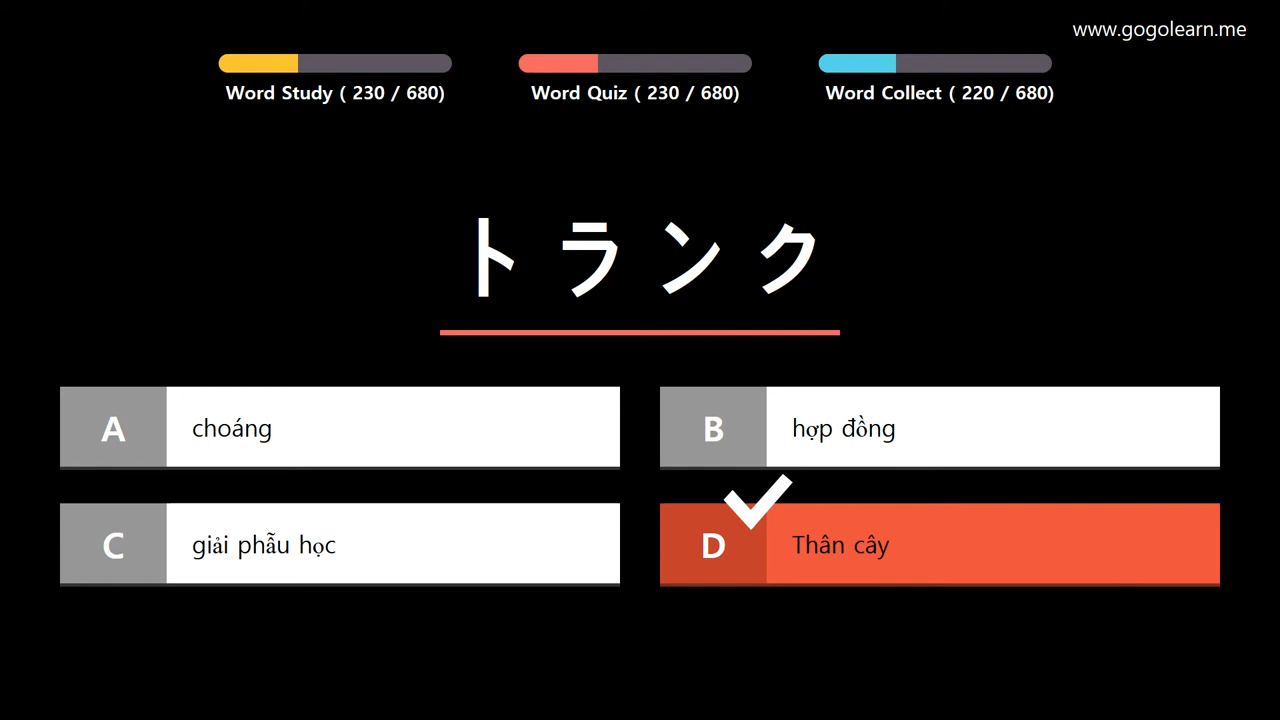 www.gogolearn.me
Word Study ( 230 / 680)
Word Quiz ( 230 / 680)
Word Collect ( 220 / 680)
トランク
A choáng
B hợp đồng
C giải phẫu học
D Thân cây